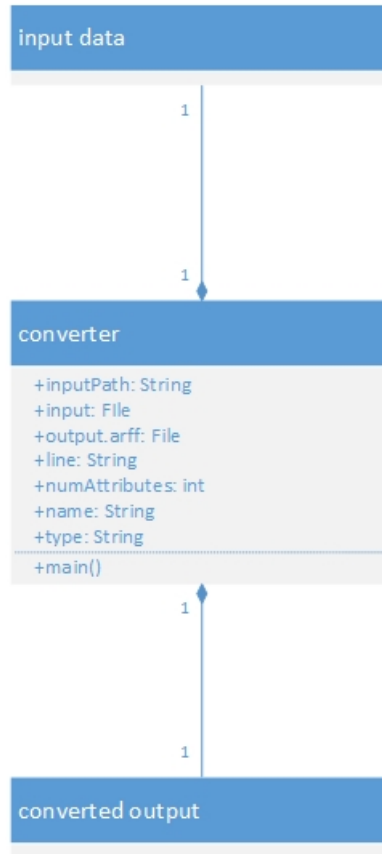 input data
1
1
converter
+inputPath: String
+input: FIle
+output.arff: File
+line: String
+numAttributes: int
+name: String
+type: String
+main()
1
1
converted output